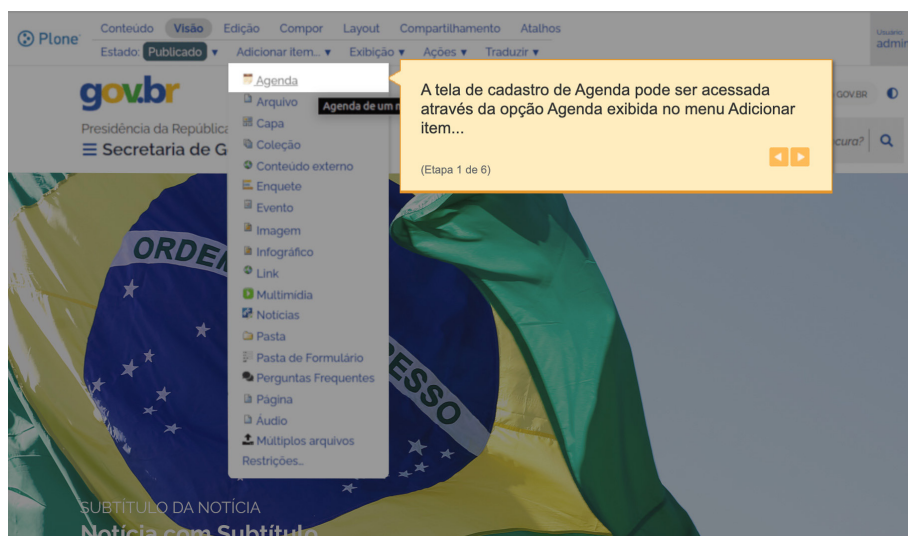 Plone
Conteúdo Visão Edição Compor Layout Compartilhamento Atalhos
Usuário
admin
Estado: Publicado ▼ Adicionar item... ▼ Exibição ▼ Ações ▼ Traduzir ▼
gov.br
GOV.BR
Presidência da República
Secretaria de G
cura?
Agenda
Agenda de um
Arquivo
Capa
Coleção
Conteúdo externo
Enquete
Evento
Imagem
Infográfico
Link
Multimídia
Notícias
Pasta
Pasta de Formulário
Perguntas Frequentes
Página
Áudio
Múltiplos arquivos
Restrições...
A tela de cadastro de Agenda pode ser acessada
através da opção Agenda exibida no menu Adicionar
item...
(Etapa 1 de 6)
ORDE
ESSO
SUBTÍTULO DA NOTÍCIA
Notícia com Subtítulo